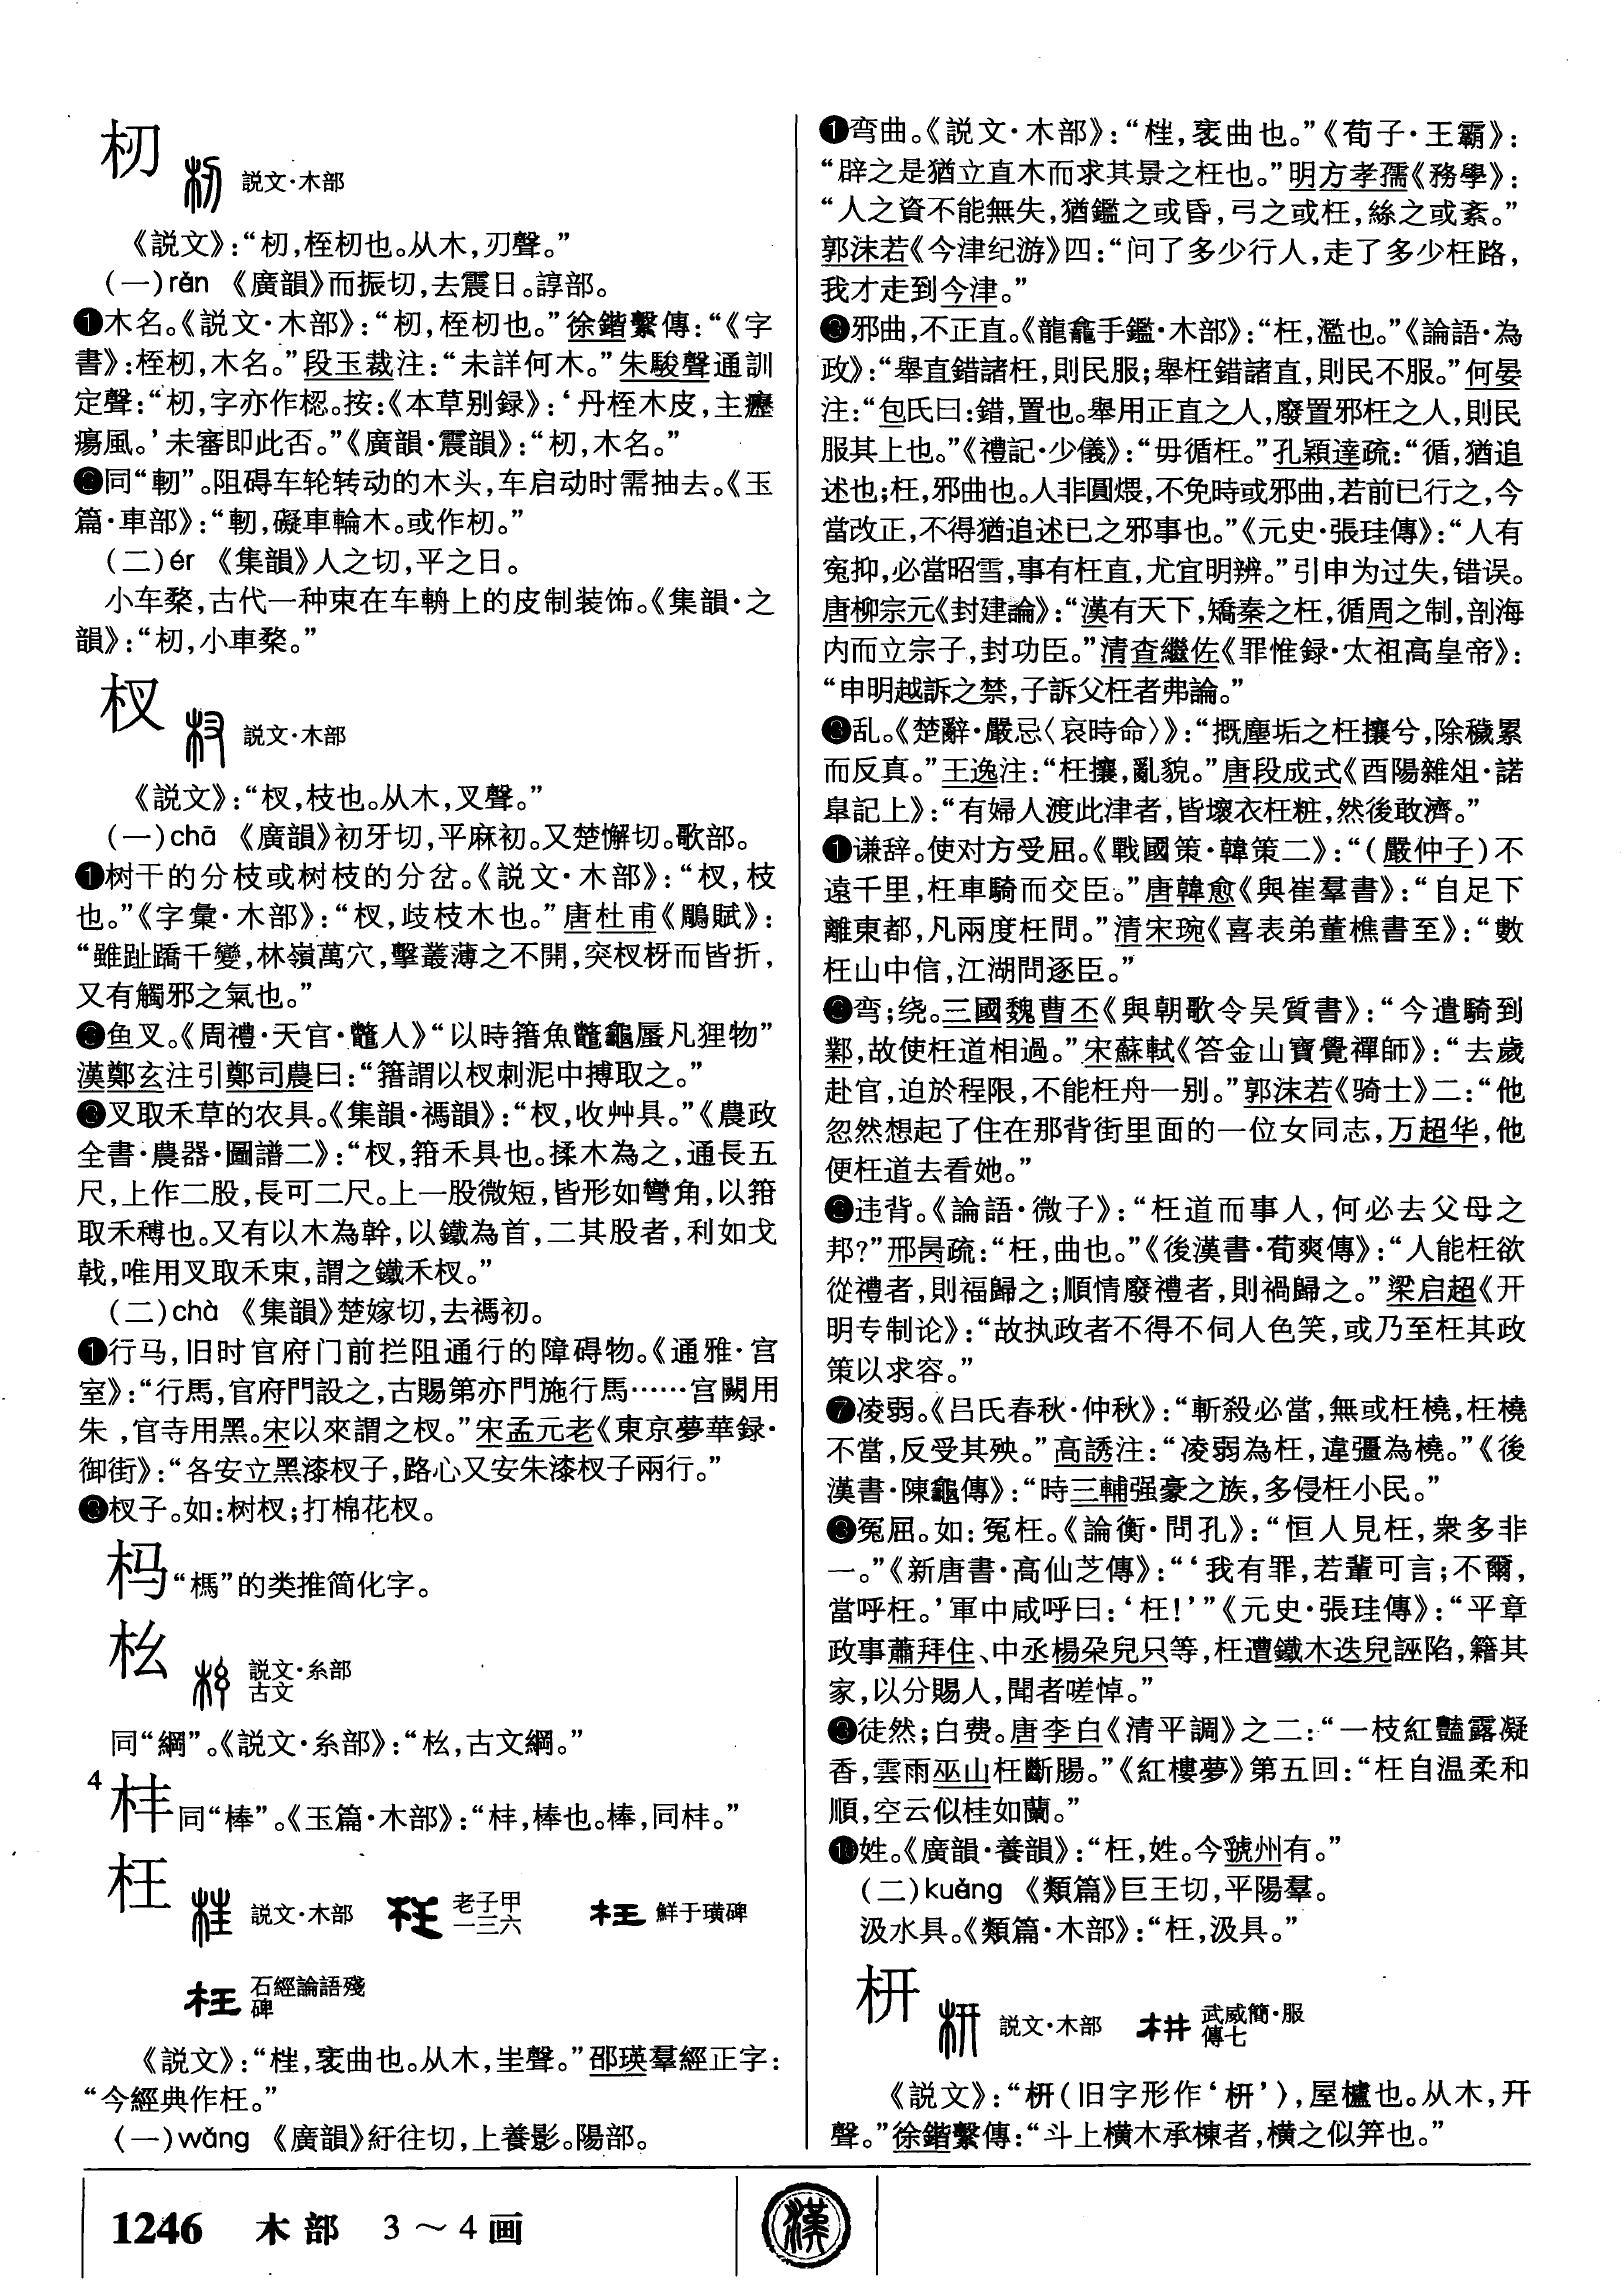 杒
説文·木部
《説文》：“杒，桎杒也。从木，刃聲。”
（一）rěn 《廣韻》而振切，去震日。諄部。
❶木名。《説文·木部》：“杒，桎杒也。”徐鍇繫傳：“《字
書》：桎杒，木名。”段玉裁注：“未詳何木。”朱駿聲通訓
定聲：“杒，字亦作梕。按：《本草别録》：‘丹桎木皮，主癧
瘍風。’未審即此否。”《廣韻·震韻》：“杒，木名。”
❷同“軔”。阻碍车轮转动的木头，车启动时需抽去。《玉
篇·車部》：“軔，礙車輪木。或作杒。”
（二）ér 《集韻》人之切，平之日。
小车楘，古代一种束在车輈上的皮制装饰。《集韻·之
韻》：“杒，小車楘。”
杈
説文·木部
《説文》：“杈，枝也。从木，叉聲。”
（一）chā 《廣韻》初牙切，平麻初。又楚懈切。歌部。
❶树干的分枝或树枝的分岔。《説文·木部》：“杈，枝
也。”《字彙·木部》：“杈，歧枝木也。”唐杜甫《鵰賦》：
“雖趾蹻千變，林嶺萬穴，擊叢薄之不開，突杈枒而皆折，
又有觸邪之氣也。”
❷鱼叉。《周禮·天官·鼈人》“以時簎魚鼈龜蜃凡狸物”
漢鄭玄注引鄭司農曰：“簎謂以杈刺泥中搏取之。”
❸叉取禾草的农具。《集韻·禡韻》：“杈，收艸具。”《農政
全書·農器·圖譜二》：“杈，箝禾具也。揉木為之，通長五
尺，上作二股，長可二尺。上一股微短，皆形如彎角，以箝
取禾䅭也。又有以木為幹，以鐵為首，二其股者，利如戈
戟，唯用叉取禾束，謂之鐵禾杈。”
（二）chà 《集韻》楚嫁切，去禡初。
❶行马，旧时官府门前拦阻通行的障碍物。《通雅·宫
室》：“行馬，官府門設之，古賜第亦門施行馬……宫闕用
朱，官寺用黑。宋以來謂之杈。”宋孟元老《東京夢華録·
御街》：“各安立黑漆杈子，路心又安朱漆杈子兩行。”
❷杈子。如：树杈；打棉花杈。
杩“榪”的类推简化字。
杺
説文·糸部
古文
同“綱”。《説文·糸部》：“，古文綱。”
4
㭋同“棒”。《玉篇·木部》：“㭋，棒也。棒，同㭋。”
枉
説文·木部 老子甲
一三六 鮮于璜碑
石經論語殘
碑
《説文》：“桂，衺曲也。从木，㞷聲。”邵瑛羣經正字：
“今經典作枉。”
（一）wǎng 《廣韻》紆往切，上養影。陽部。
❶弯曲。《説文·木部》：“𣒫，衺曲也。”《荀子·王霸》：
“辟之是猶立直木而求其景之枉也。”明方孝孺《務學》：
“人之資不能無失，猶鑑之或昏，弓之或枉，絲之或紊。”
郭沫若《今津纪游》四：“问了多少行人，走了多少枉路，
我才走到今津。”
❷邪曲，不正直。《龍龕手鑑·木部》：“枉，濫也。”《論語·為
政》：“舉直錯諸枉，則民服；舉枉錯諸直，則民不服。”何晏
注：“包氏曰：錯，置也。舉用正直之人，廢置邪枉之人，則民
服其上也。”《禮記·少儀》：“毋循枉。”孔穎達疏：“循，猶追
述也；枉，邪曲也。人非圓煨，不免時或邪曲，若前已行之，今
當改正，不得猶追述已之邪事也。”《元史·張珪傳》：“人有
冤抑，必當昭雪，事有枉直，尤宜明辨。”引申为过失，错误。
唐柳宗元《封建論》：“漢有天下，矯秦之枉，循周之制，剖海
内而立宗子，封功臣。”清查繼佐《罪惟録·太祖高皇帝》：
“申明越訴之禁，子訴父枉者弗論。”
❸乱。《楚辭·嚴忌〈哀時命〉》：“摡塵垢之枉攘兮，除穢累
而反真。”王逸注：“枉攘，亂貌。”唐段成式《酉陽雜俎·諾
皋記上》：“有婦人渡此津者，皆壞衣枉粧，然後敢濟。”
❹谦辞。使对方受屈。《戰國策·韓策二》：“（嚴仲子）不
遠千里，枉車騎而交臣。”唐韓愈《與崔羣書》：“自足下
離東都，凡兩度枉問。”清宋琬《喜表弟董樵書至》：“數
枉山中信，江湖問逐臣。”
❺弯；绕。三國魏曹丕《與朝歌令吴質書》：“今遣騎到
鄴，故使枉道相過。”宋蘇軾《答金山寶覺禪師》：“去歲
赴官，迫於程限，不能枉舟一别。”郭沫若《骑士》二：“他
忽然想起了住在那背街里面的一位女同志，万超华，他
便枉道去看她。”
❻违背。《論語·微子》：“枉道而事人，何必去父母之
邦？”邢昺疏：“枉，曲也。”《後漢書·荀爽傳》：“人能枉欲
從禮者，則福歸之；順情廢禮者，則禍歸之。”梁启超《开
明专制论》：“故执政者不得不伺人色笑，或乃至枉其政
策以求容。”
❼凌弱。《吕氏春秋·仲秋》：“斬殺必當，無或枉橈，枉橈
不當，反受其殃。”高誘注：“凌弱為枉，違彊為橈。”《後
漢書·陳龜傳》：“時三輔强豪之族，多侵枉小民。”
❽冤屈。如：冤枉。《論衡·問孔》：“恒人見枉，衆多非
一。”《新唐書·高仙芝傳》：“‘我有罪，若輩可言；不爾，
當呼枉。’軍中咸呼曰：‘枉！’”《元史·張珪傳》：“平章
政事蕭拜住、中丞楊朶兒只等，枉遭鐵木迭兒誣陷，籍其
家，以分賜人，聞者嗟悼。”
❾徒然；白费。唐李白《清平調》之二：“一枝紅豔露凝
香，雲雨巫山枉斷腸。”《紅樓夢》第五回：“枉自温柔和
順，空云似桂如蘭。”
❿姓。《廣韻·養韻》：“枉，姓。今虢州有。”
（二）kuǎng 《類篇》巨王切，平陽羣。
汲水具。《類篇·木部》：“枉，汲具。”
枅
説文·木部 武威簡·服
傳七
《説文》：“枅（旧字形作‘枅’），屋櫨也。从木，幵
聲。”徐鍇繫傳：“斗上横木承棟者，横之似笄也。”
1246 木部 3～4画
漢